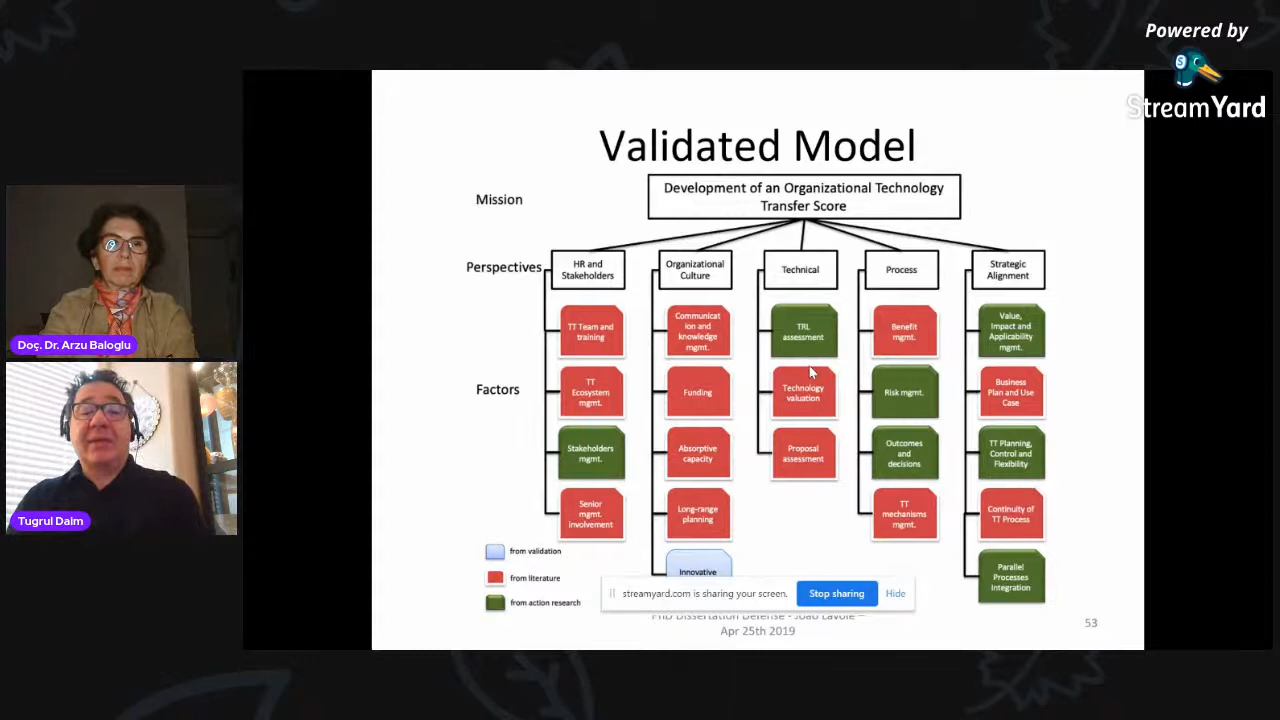 Powered by
StreamYard
Validated Model
Mission
Development of an Organizational Technology
Transfer Score
Perspectives
HR and
Stakeholders
Organizational
Culture
Technical
Process
Strategic
Alignment
Factors
TT Team and
training
TT
Ecosystem
mgmt.
Stakeholders
mgmt.
Senior
mgmt.
involvement
Communicat
ion and
knowledge
mgmt.
Funding
Absorptive
capacity
Long-range
planning
Innovative
TRL
assessment
Technology
valuation
Proposal
assessment
Benefit
mgmt.
Risk mgmt.
Outcomes
and
decisions
TT
mechanisms
mgmt.
Value,
Impact and
Applicability
mgmt.
Business
Plan and Use
Case
TT Planning,
Control and
Flexibility
Continuity of
TT Process
Parallel
Processes
Integration
from validation
from literature
from action research
streamyard.com is sharing your screen.
Stop sharing
Hide
PhD Dissertation Defense - João Lavoie –
Apr 25th 2019
53
Doç. Dr. Arzu Baloglu
Tugrul Daim